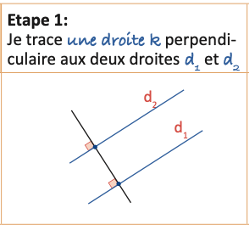 Etape 1:
Je trace une droite k perpendi-
culaire aux deux droites d₁ et d₂
d₂
d₁